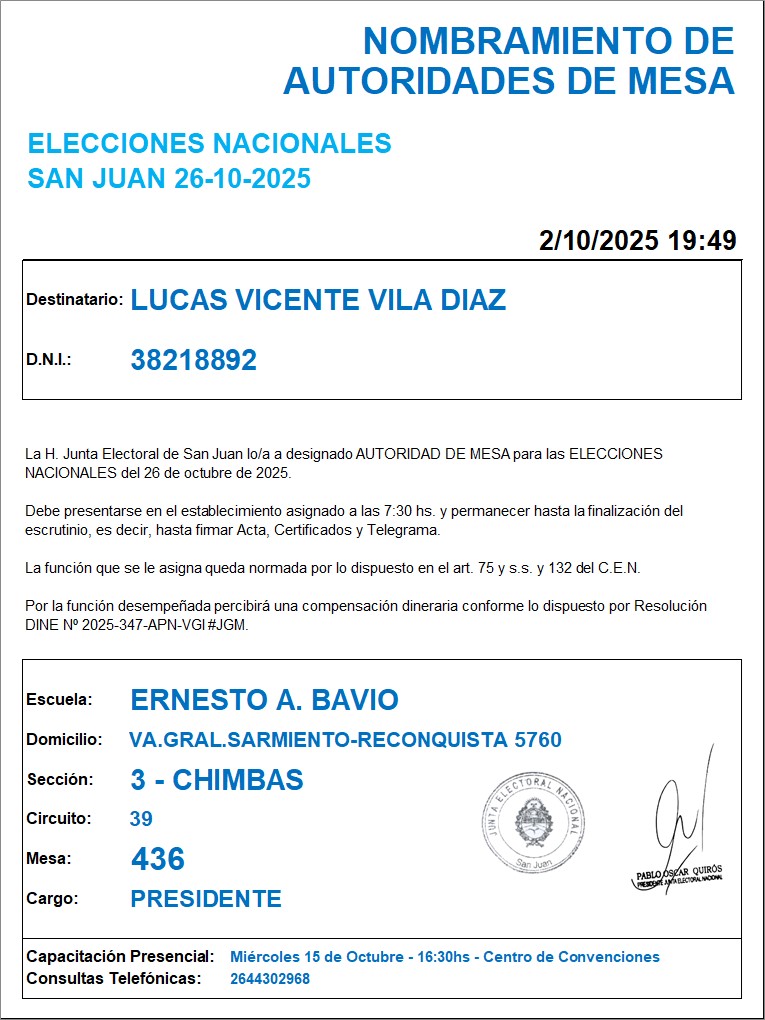 NOMBRAMIENTO DE
AUTORIDADES DE MESA
ELECCIONES NACIONALES
SAN JUAN 26-10-2025
2/10/2025 19:49
Destinatario: LUCAS VICENTE VILA DIAZ
D.N.I.: 38218892
La H. Junta Electoral de San Juan lo/a a designado AUTORIDAD DE MESA para las ELECCIONES
NACIONALES del 26 de octubre de 2025.
Debe presentarse en el establecimiento asignado a las 7:30 hs. y permanecer hasta la finalización del
escrutinio, es decir, hasta firmar Acta, Certificados y Telegrama.
La función que se le asigna queda normada por lo dispuesto en el art. 75 y s.s. y 132 del C.E.N.
Por la función desempeñada percibirá una compensación dineraria conforme lo dispuesto por Resolución
DINE Nº 2025-347-APN-VGI#JGM.
Escuela: ERNESTO A. BAVIO
Domicilio: VA.GRAL.SARMIENTO-RECONQUISTA 5760
Sección: 3 - CHIMBAS
Circuito: 39
Mesa: 436
Cargo: PRESIDENTE
JUNTA ELECTORAL NACIONAL
San Juan
PABLO OSCAR QUIRÓS
PRESIDENTE JUNTA ELECTORAL NACIONAL
Capacitación Presencial: Miércoles 15 de Octubre - 16:30hs - Centro de Convenciones
Consultas Telefónicas: 2644302968